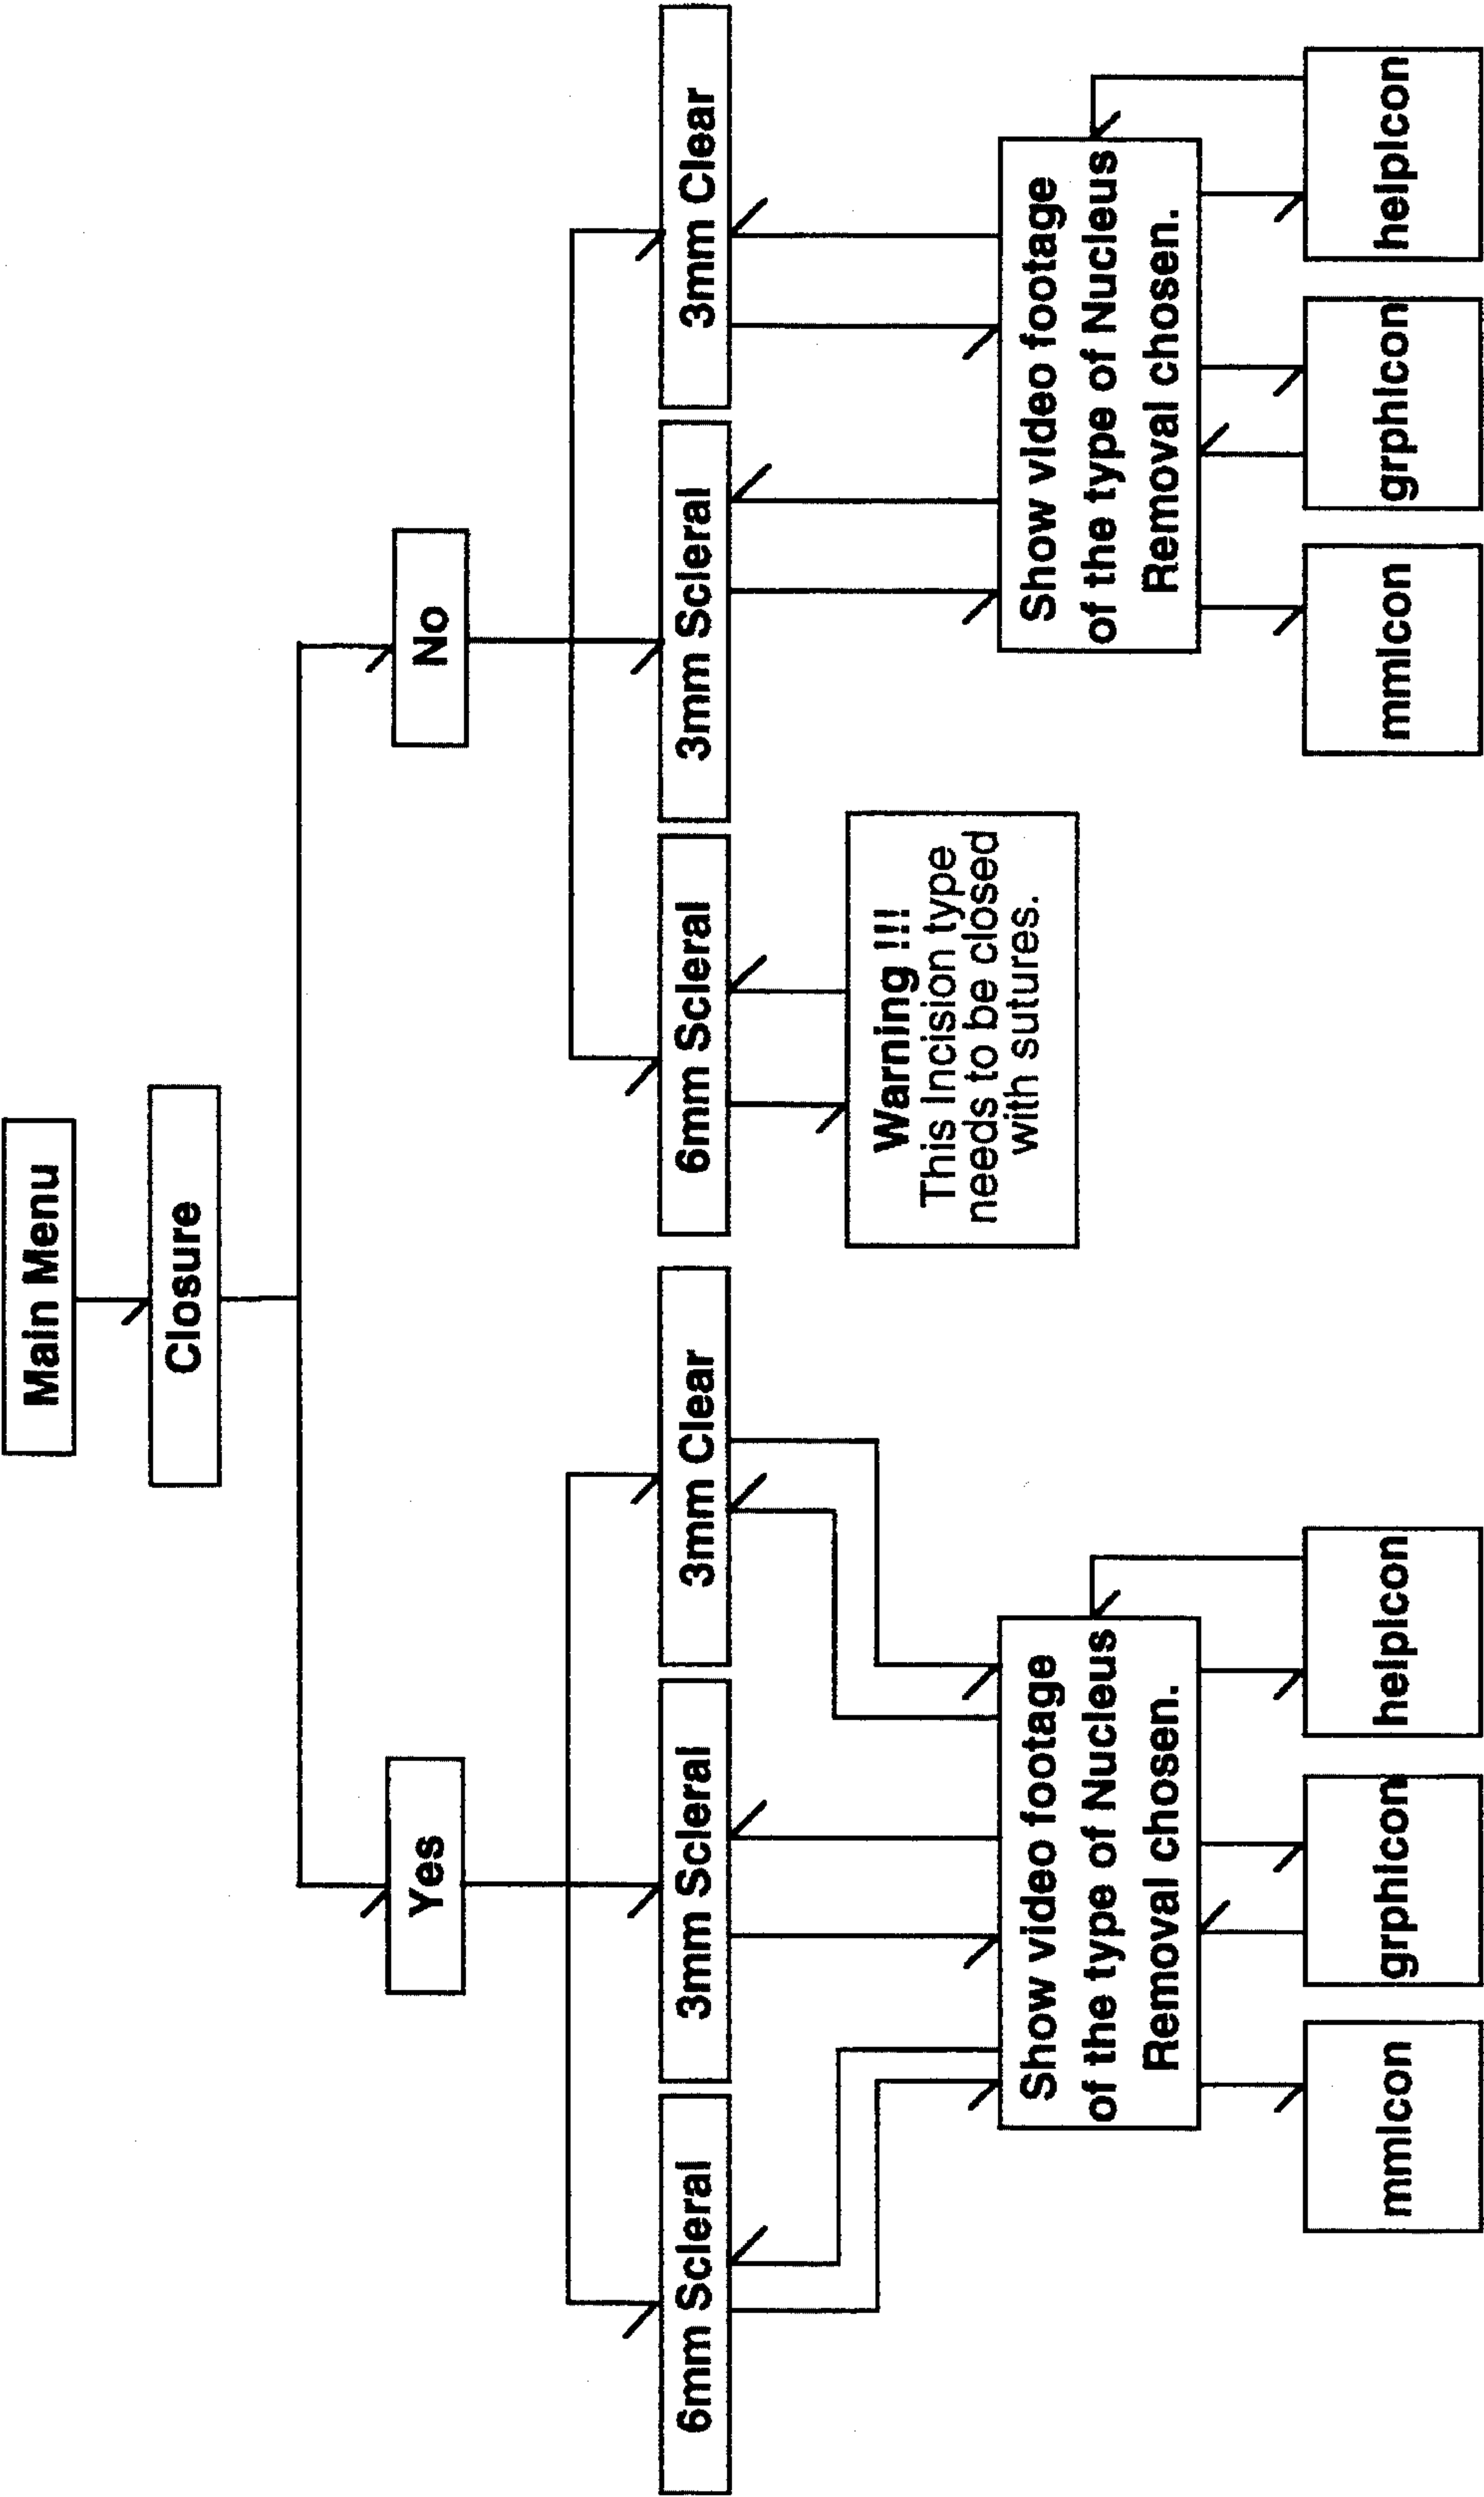 Main Menu
Closure
Yes
No
6mm Scleral
3mm Scleral
3mm Clear
6mm Scleral
3mm Scleral
3mm Clear
Show video footage
of the type of Nucleus
Removal chosen.
Warning !!!
This Incision type
needs to be closed
with sutures.
Show video footage
of the type of Nucleus
Removal chosen.
mmIcon
grphIcon
helpIcon
mmIcon
grphIcon
helpIcon